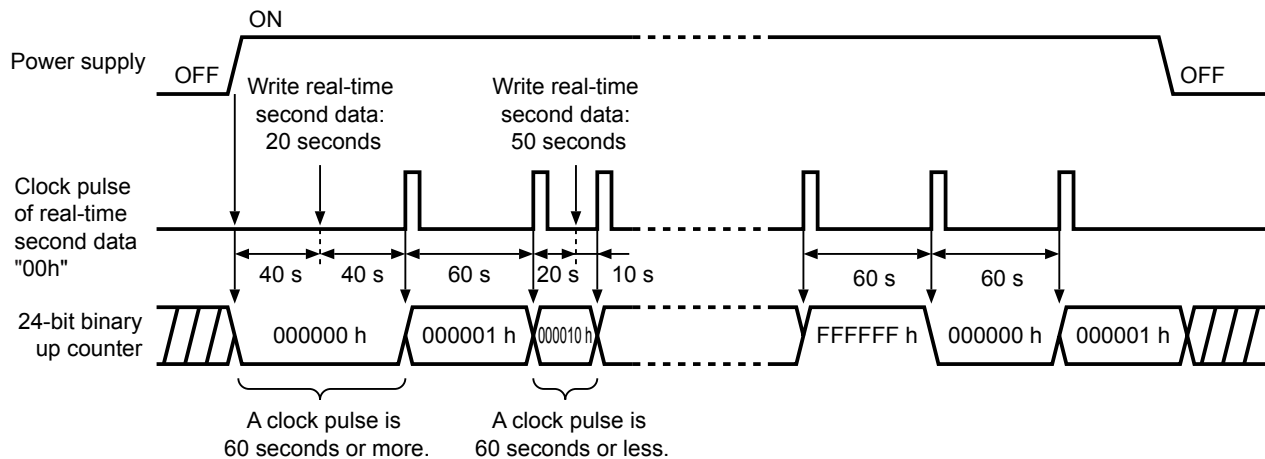 ON
Power supply
OFF
OFF
Write real-time
second data:
20 seconds
Write real-time
second data:
50 seconds
Clock pulse
of real-time
second data
"00h"
40 s
40 s
60 s
20 s
10 s
60 s
60 s
24-bit binary
up counter
000000 h
000001 h
000010 h
FFFFFF h
000000 h
000001 h
A clock pulse is
60 seconds or more.
A clock pulse is
60 seconds or less.